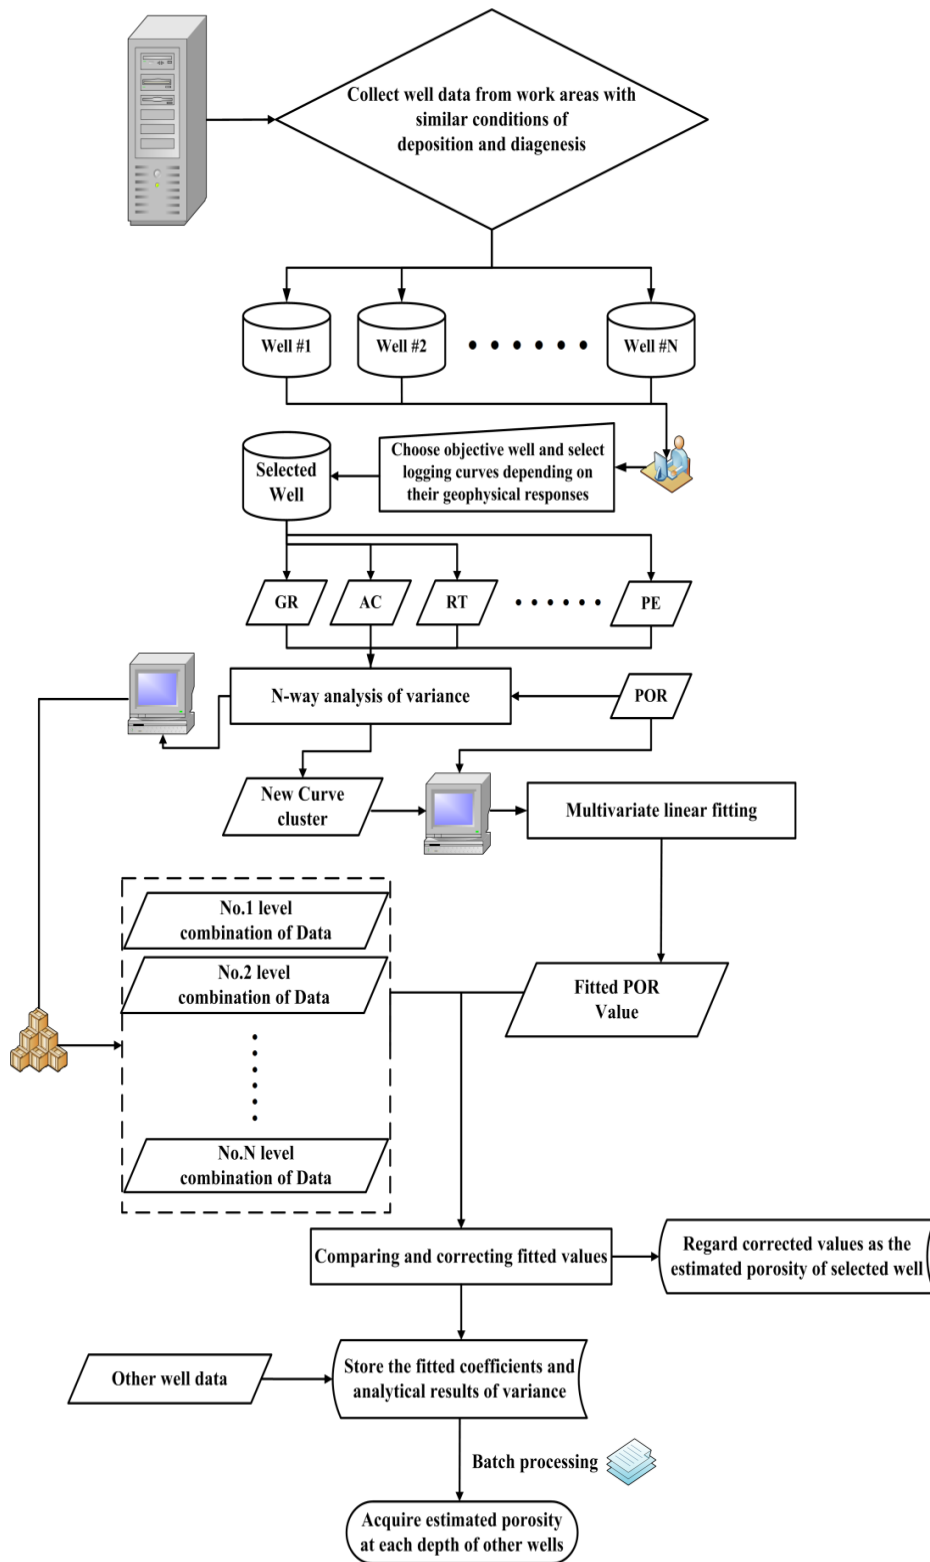 Collect well data from work areas with
similar conditions of
deposition and diagenesis
Well #1
Well #2
Well #N
Choose objective well and select
logging curves depending on
their geophysical responses
Selected
Well
GR
AC
RT
PE
N-way analysis of variance
POR
New Curve
cluster
Multivariate linear fitting
No.1 level
combination of Data
No.2 level
combination of Data
Fitted POR
Value
No.N level
combination of Data
Comparing and correcting fitted values
Regard corrected values as the
estimated porosity of selected well
Other well data
Store the fitted coefficients and
analytical results of variance
Batch processing
Acquire estimated porosity
at each depth of other wells